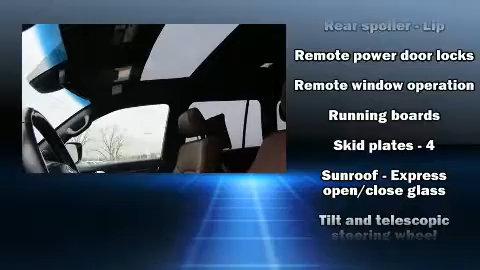 Rear spoiler - Lip
Remote power door locks
Remote window operation
Running boards
Skid plates - 4
Sunroof - Express
open/close glass
Tilt and telescopic
steering wheel